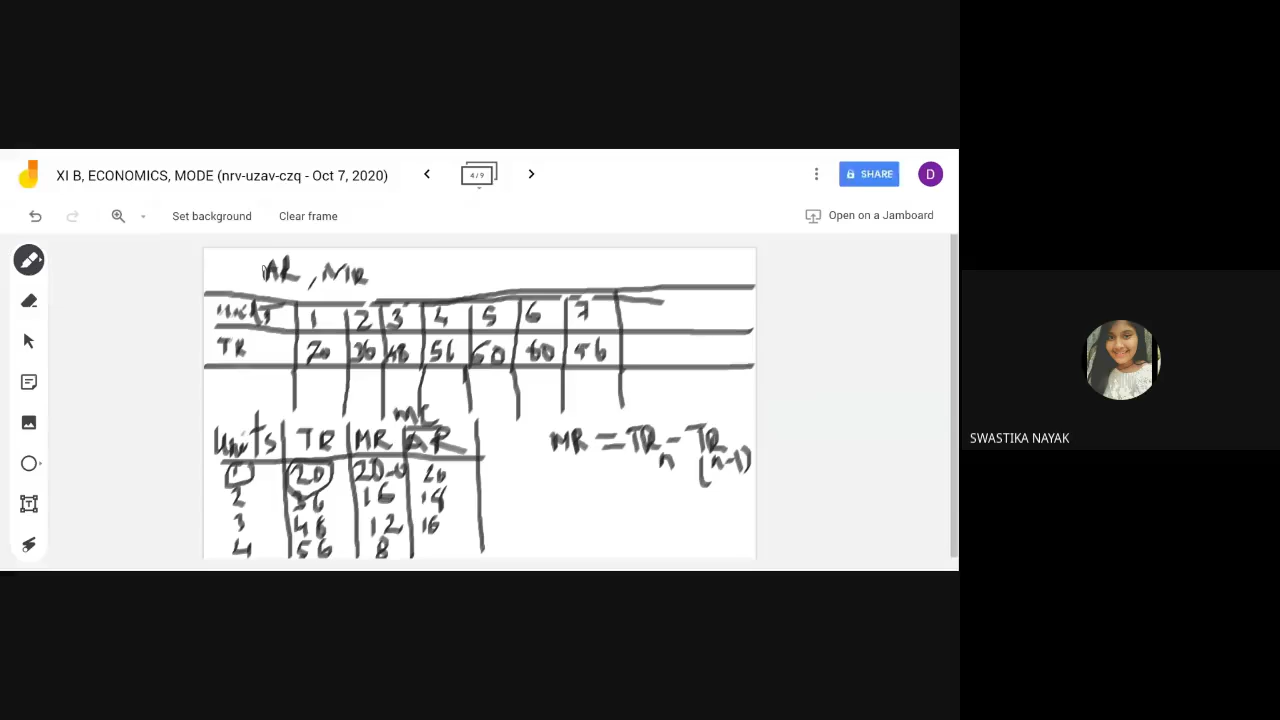 XI B, ECONOMICS, MODE (nrv-uzav-czq - Oct 7, 2020)
4 / 9
SHARE
D
Set background
Clear frame
Open on a Jamboard
AR, MR
units 1 2 3 4 5 6 7
TR 20 36 48 56 60 60 56
MC
Units TR MR AR
1 20 20-0 20
2 36 16 18
3 48 12 16
4 56 8
MR = TRn - TR(n-1)
SWASTIKA NAYAK